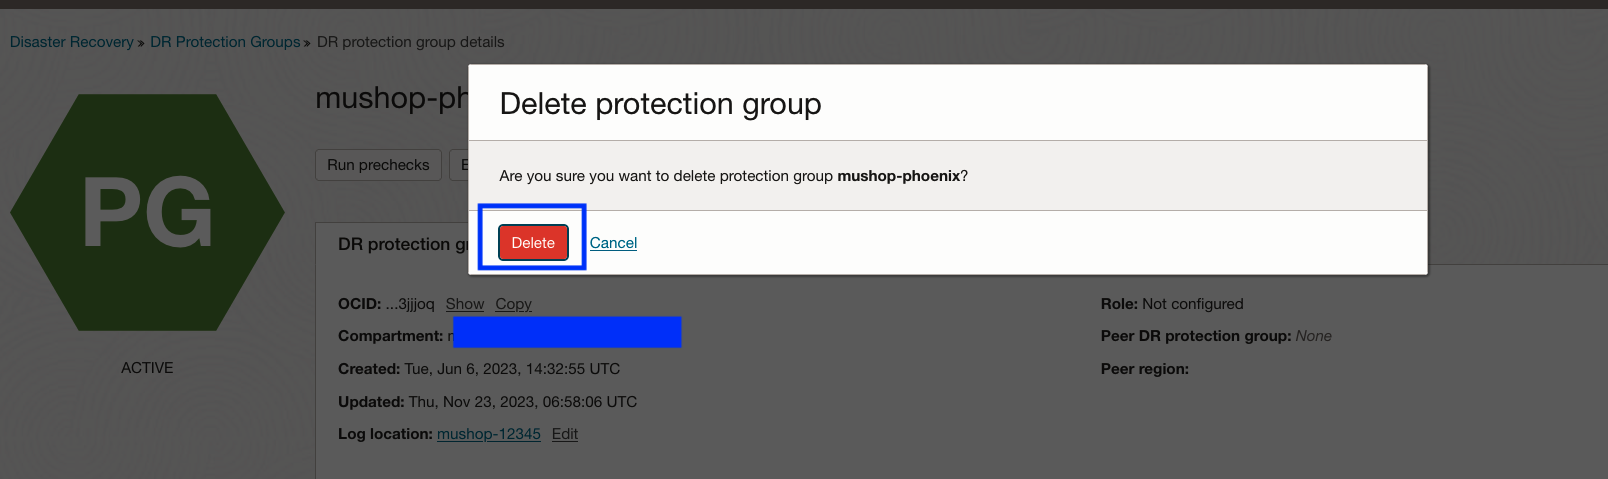 Disaster Recovery » DR Protection Groups » DR protection group details
mushop-ph
Delete protection group
PG
Run prechecks
E
Are you sure you want to delete protection group mushop-phoenix?
Delete Cancel
DR protection g
OCID: ...3jjjoq Show Copy
Role: Not configured
Compartment:
Peer DR protection group: None
ACTIVE
Created: Tue, Jun 6, 2023, 14:32:55 UTC
Peer region:
Updated: Thu, Nov 23, 2023, 06:58:06 UTC
Log location: mushop-12345 Edit